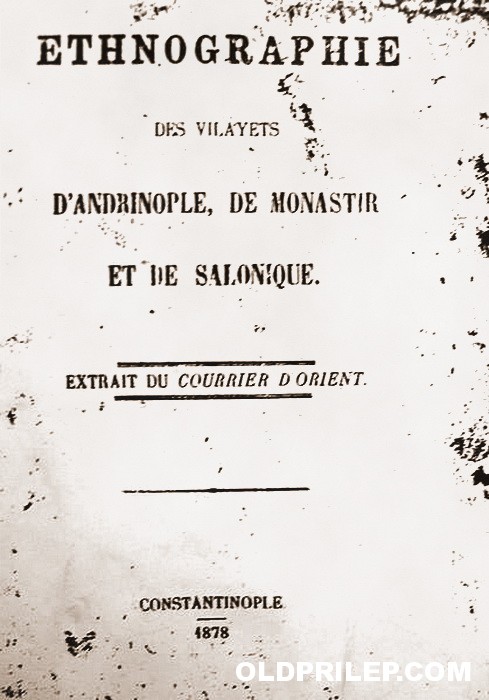 ETHNOGRAPHIE
DES VILAYETS
D'ANDRINOPLE, DE MONASTIR
ET DE SALONIQUE.
EXTRAIT DU COURRIER D'ORIENT.
CONSTANTINOPLE
1878
OLDPRILEP.COM